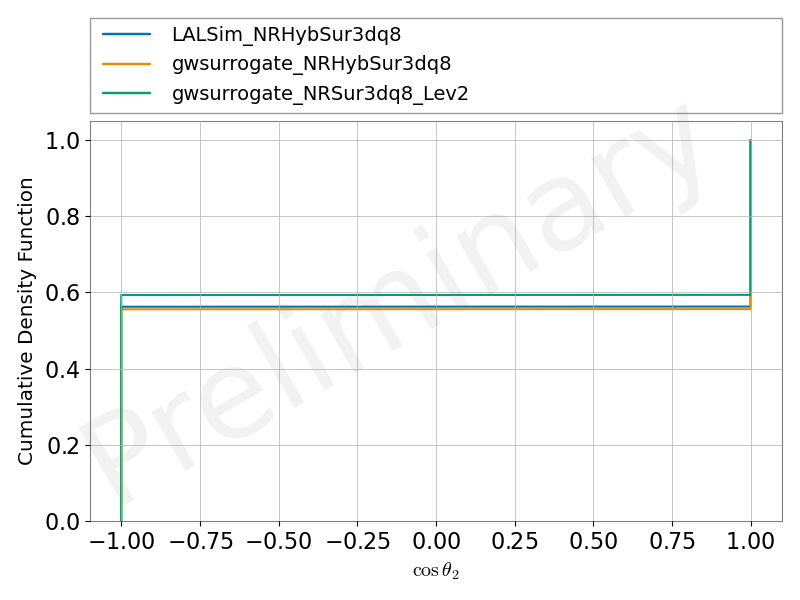 LALSim_NRHybSur3dq8
gwsurrogate_NRHybSur3dq8
gwsurrogate_NRSur3dq8_Lev2
Preliminary
Cumulative Density Function
1.0
0.8
0.6
0.4
0.2
0.0
−1.00 −0.75 −0.50 −0.25 0.00 0.25 0.50 0.75 1.00
cos θ₂